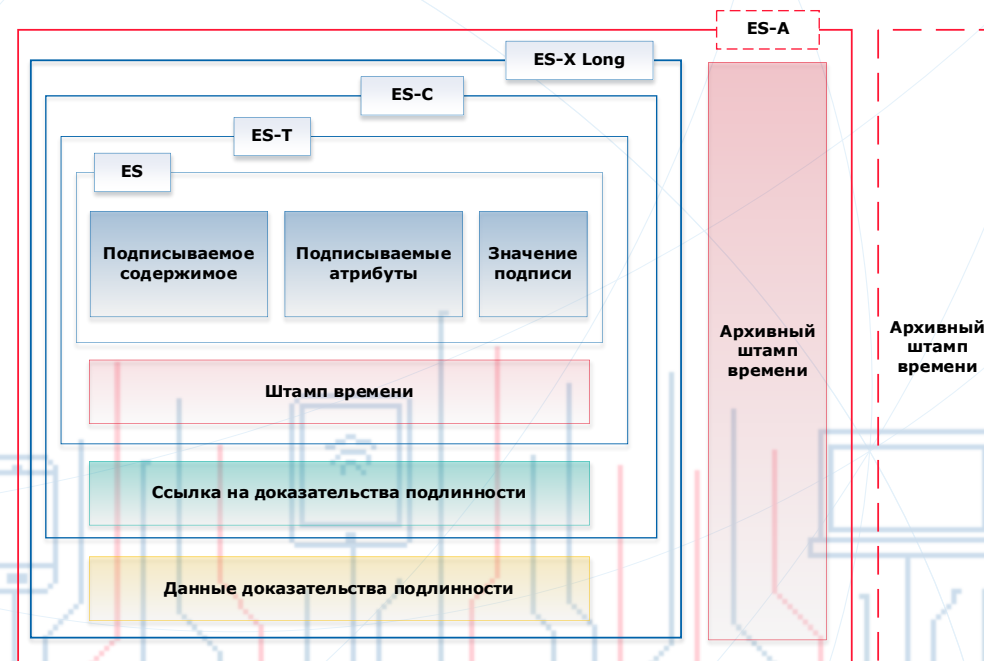 ES-A
ES-X Long
ES-C
ES-T
ES
Подписываемое
содержимое
Подписываемые
атрибуты
Значение
подписи
Штамп времени
Ссылка на доказательства подлинности
Данные доказательства подлинности
Архивный
штамп
времени
Архивный
штамп
времени